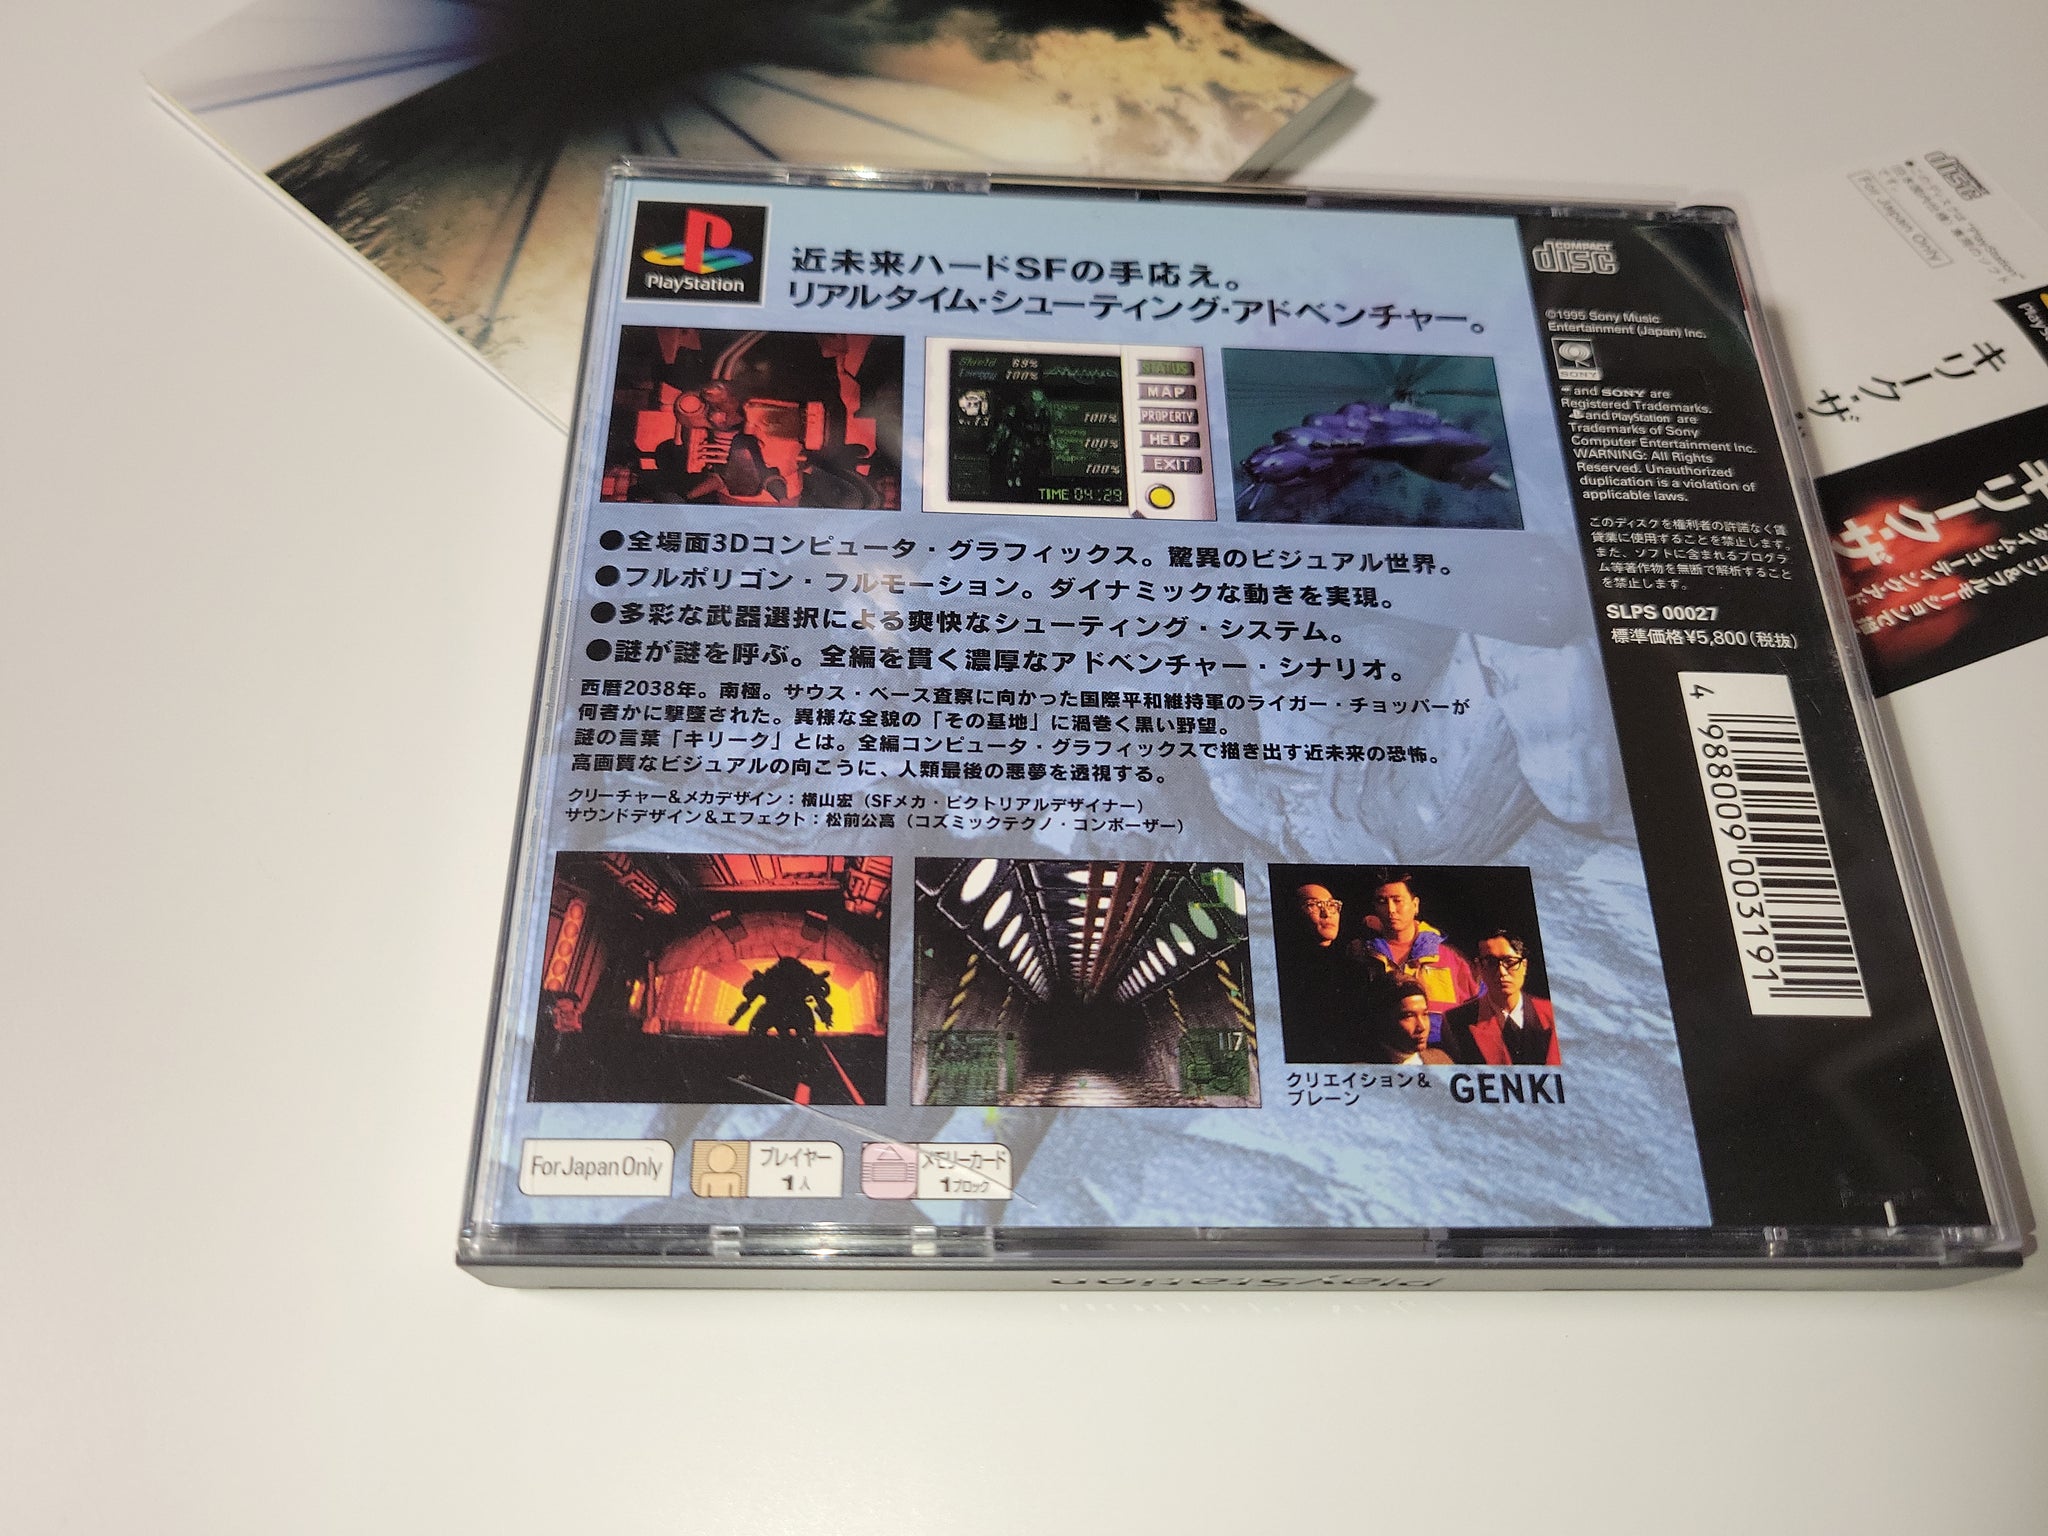 PlayStation
近未来ハードSFの手応え。
リアルタイム・シューティング・アドベンチャー。
Shield 69%
Energy 100%
100%
100%
100%
TIME 04:29
STATUS
MAP
PROPERTY
HELP
EXIT
●全場面3Dコンピュータ・グラフィックス。驚異のビジュアル世界。
●フルポリゴン・フルモーション。ダイナミックな動きを実現。
●多彩な武器選択による爽快なシューティング・システム。
●謎が謎を呼ぶ。全編を貫く濃厚なアドベンチャー・シナリオ。
西暦2038年。南極。サウス・ベース査察に向かった国際平和維持軍のライガー・チョッパーが
何者かに撃墜された。異様な全貌の「その基地」に渦巻く黒い野望。
謎の言葉「キリーク」とは。全編コンピュータ・グラフィックスで描き出す近未来の恐怖。
高画質なビジュアルの向こうに、人類最後の悪夢を透視する。
クリーチャー&メカデザイン：横山宏（SFメカ・ピクトリアルデザイナー）
サウンドデザイン&エフェクト：松前公高（コズミックテクノ・コンポーザー）
117
クリエイション&
ブレーン
GENKI
For Japan Only
プレイヤー
1人
メモリーカード
1ブロック
COMPACT
disc
©1995 Sony Music
Entertainment (Japan) Inc.
SONY
and SONY are
Registered Trademarks.
and PlayStation are
Trademarks of Sony
Computer Entertainment Inc.
WARNING: All Rights
Reserved. Unauthorized
duplication is a violation of
applicable laws.
このディスクを権利者の許諾なく賃
貸業に使用することを禁止します。
また、ソフトに含まれるプログラ
ム等著作物を無断で解析すること
を禁止します。
SLPS 00027
標準価格¥5,800(税抜)
4 988009 003191
PlayStation
disc
For Japan Only
キリーク・ザ
キリーク・ザ